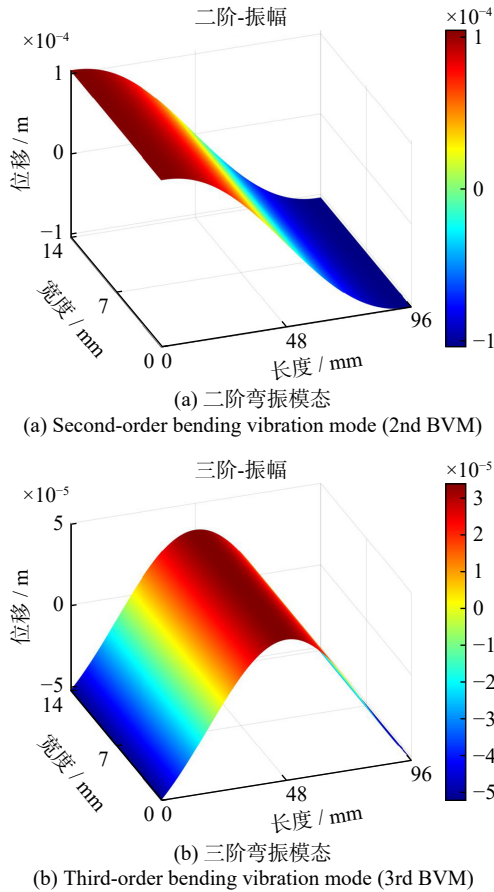 二阶-振幅
×10⁻⁴
×10⁻⁴
1
1
0
0
−1
−1
位移 / m
14
7
0
宽度 / mm
0
48
96
长度 / mm
(a) 二阶弯振模态
(a) Second-order bending vibration mode (2nd BVM)
三阶-振幅
×10⁻⁵
×10⁻⁵
5
0
−5
位移 / m
3
2
1
0
−1
−2
−3
−4
−5
14
7
0
宽度 / mm
0
48
96
长度 / mm
(b) 三阶弯振模态
(b) Third-order bending vibration mode (3rd BVM)